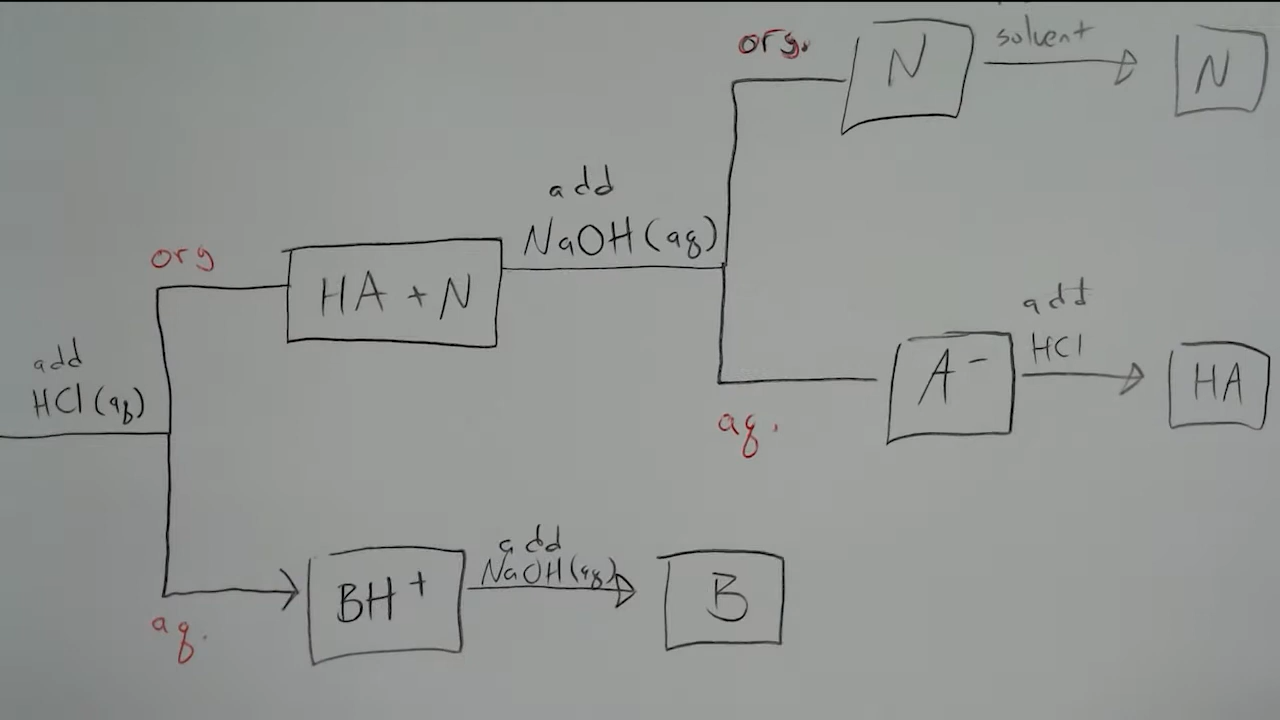 org.
N
solvent
N
add
NaOH(aq)
org
HA + N
add
HCl
add
HCl(aq)
A⁻
HA
aq.
add
NaOH(aq)
BH⁺
B
aq.